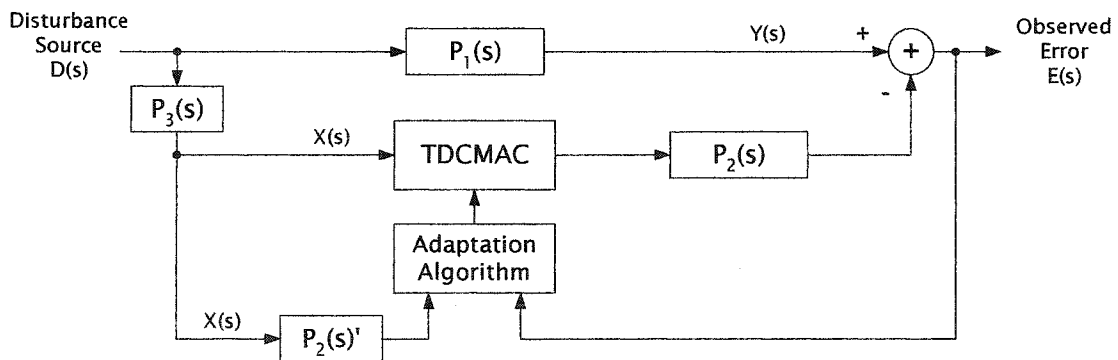 Disturbance
Source
D(s)
P₁(s)
Y(s)
+
+
-
Observed
Error
E(s)
P₃(s)
X(s)
TDCMAC
P₂(s)
Adaptation
Algorithm
X(s)
P₂(s)'